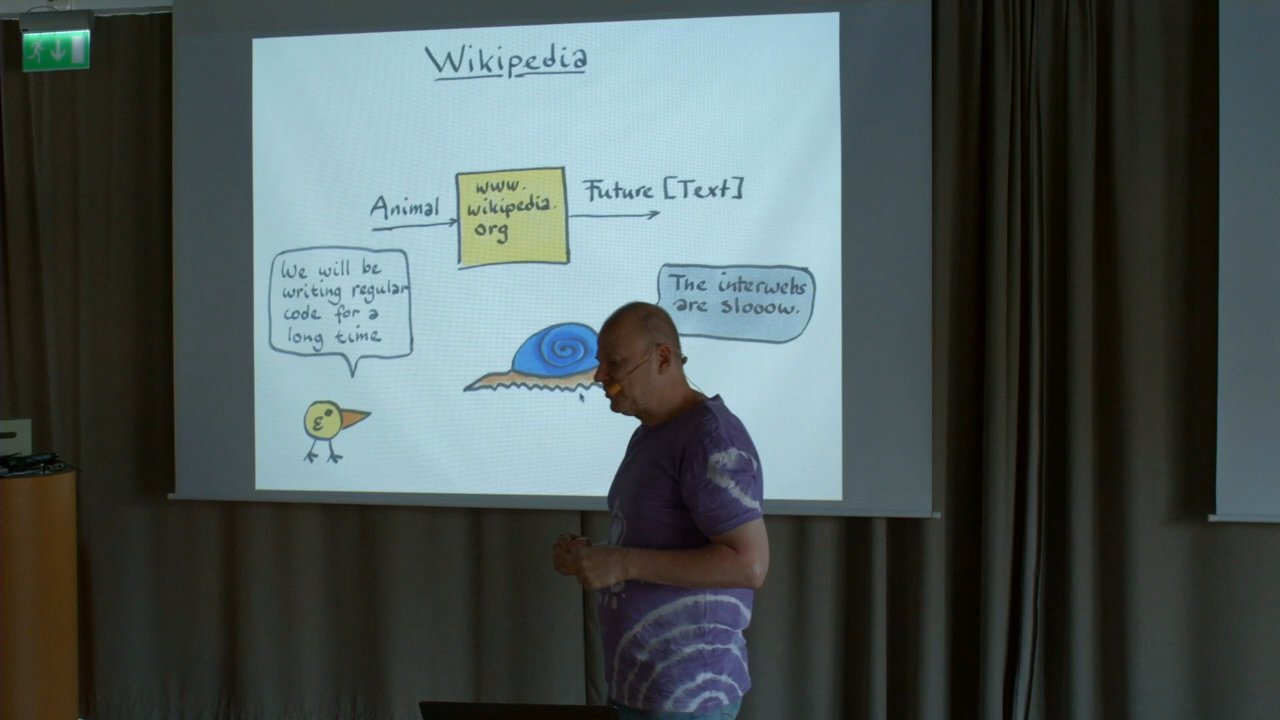 Wikipedia
Animal
www.
wikipedia.
org
Future [Text]
We will be
writing regular
code for a
long time
The interwebs
are slooow.
ε